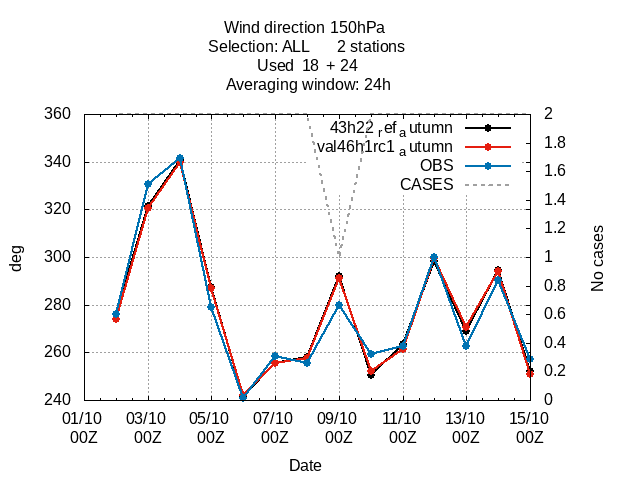 Wind direction 150hPa
Selection: ALL 2 stations
Used 18 + 24
Averaging window: 24h
360
340
320
300
280
260
240
deg
2
1.8
1.6
1.4
1.2
1
0.8
0.6
0.4
0.2
0
No cases
43h22 ref autumn
val46h1rc1 autumn
OBS
CASES
01/10 03/10 05/10 07/10 09/10 11/10 13/10 15/10
00Z 00Z 00Z 00Z 00Z 00Z 00Z 00Z
Date